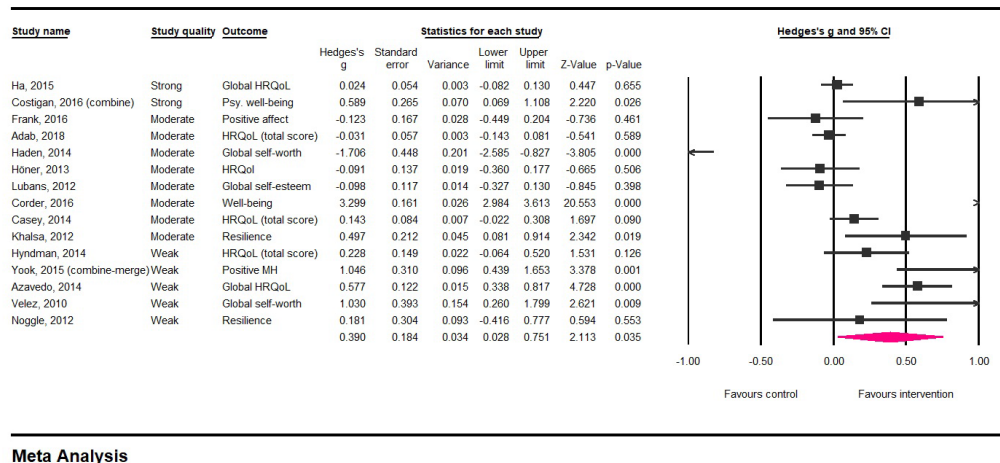 Study name Study quality Outcome Statistics for each study Hedges's g and 95% CI
Hedges's g Standard error Variance Lower limit Upper limit Z-Value p-Value
Ha, 2015 Strong Global HRQoL 0.024 0.054 0.003 -0.082 0.130 0.447 0.655
Costigan, 2016 (combine) Strong Psy. well-being 0.589 0.265 0.070 0.069 1.108 2.220 0.026
Frank, 2016 Moderate Positive affect -0.123 0.167 0.028 -0.449 0.204 -0.736 0.461
Adab, 2018 Moderate HRQoL (total score) -0.031 0.057 0.003 -0.143 0.081 -0.541 0.589
Haden, 2014 Moderate Global self-worth -1.706 0.448 0.201 -2.585 -0.827 -3.805 0.000
Höner, 2013 Moderate HRQol -0.091 0.137 0.019 -0.360 0.177 -0.665 0.506
Lubans, 2012 Moderate Global self-esteem -0.098 0.117 0.014 -0.327 0.130 -0.845 0.398
Corder, 2016 Moderate Well-being 3.299 0.161 0.026 2.984 3.613 20.553 0.000
Casey, 2014 Moderate HRQoL (total score) 0.143 0.084 0.007 -0.022 0.308 1.697 0.090
Khalsa, 2012 Moderate Resilience 0.497 0.212 0.045 0.081 0.914 2.342 0.019
Hyndman, 2014 Weak HRQoL (total score) 0.228 0.149 0.022 -0.064 0.520 1.531 0.126
Yook, 2015 (combine-merge) Weak Positive MH 1.046 0.310 0.096 0.439 1.653 3.378 0.001
Azavedo, 2014 Weak Global HRQoL 0.577 0.122 0.015 0.338 0.817 4.728 0.000
Velez, 2010 Weak Global self-worth 1.030 0.393 0.154 0.260 1.799 2.621 0.009
Noggle, 2012 Weak Resilience 0.181 0.304 0.093 -0.416 0.777 0.594 0.553
0.390 0.184 0.034 0.028 0.751 2.113 0.035
-1.00 -0.50 0.00 0.50 1.00
Favours control Favours intervention
Meta Analysis